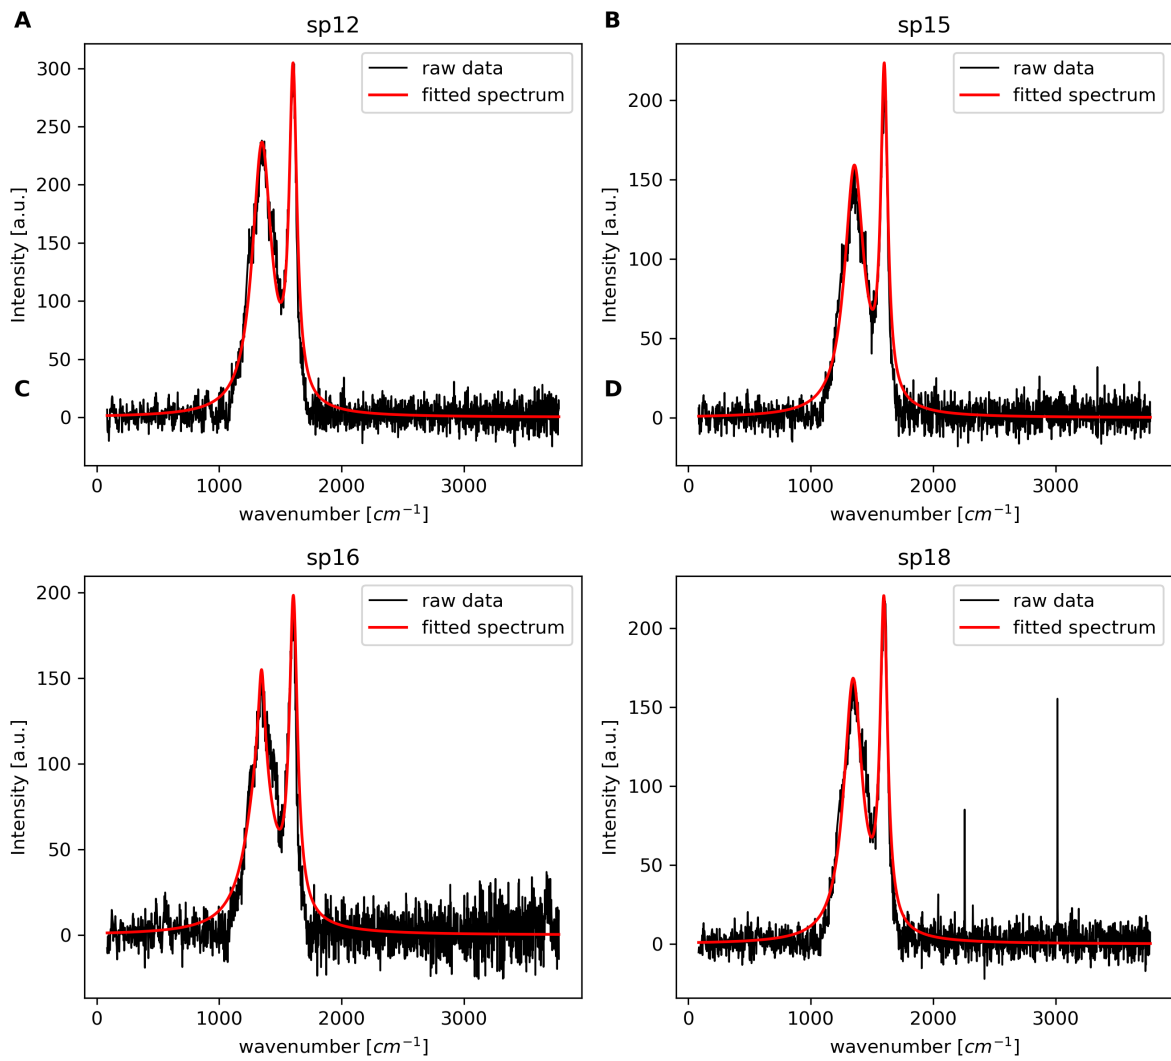 A
sp12
raw data
fitted spectrum
300
250
200
150
100
50
0
Intensity [a.u.]
0 1000 2000 3000
wavenumber [cm⁻¹]
B
sp15
raw data
fitted spectrum
200
150
100
50
0
Intensity [a.u.]
0 1000 2000 3000
wavenumber [cm⁻¹]
C
sp16
raw data
fitted spectrum
200
150
100
50
0
Intensity [a.u.]
0 1000 2000 3000
wavenumber [cm⁻¹]
D
sp18
raw data
fitted spectrum
200
150
100
50
0
Intensity [a.u.]
0 1000 2000 3000
wavenumber [cm⁻¹]